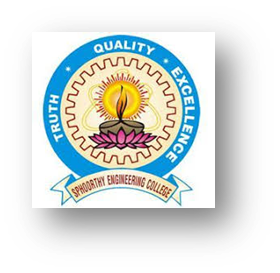 TRUTH • QUALITY • EXCELLENCE
SPHOORTHY ENGINEERING COLLEGE